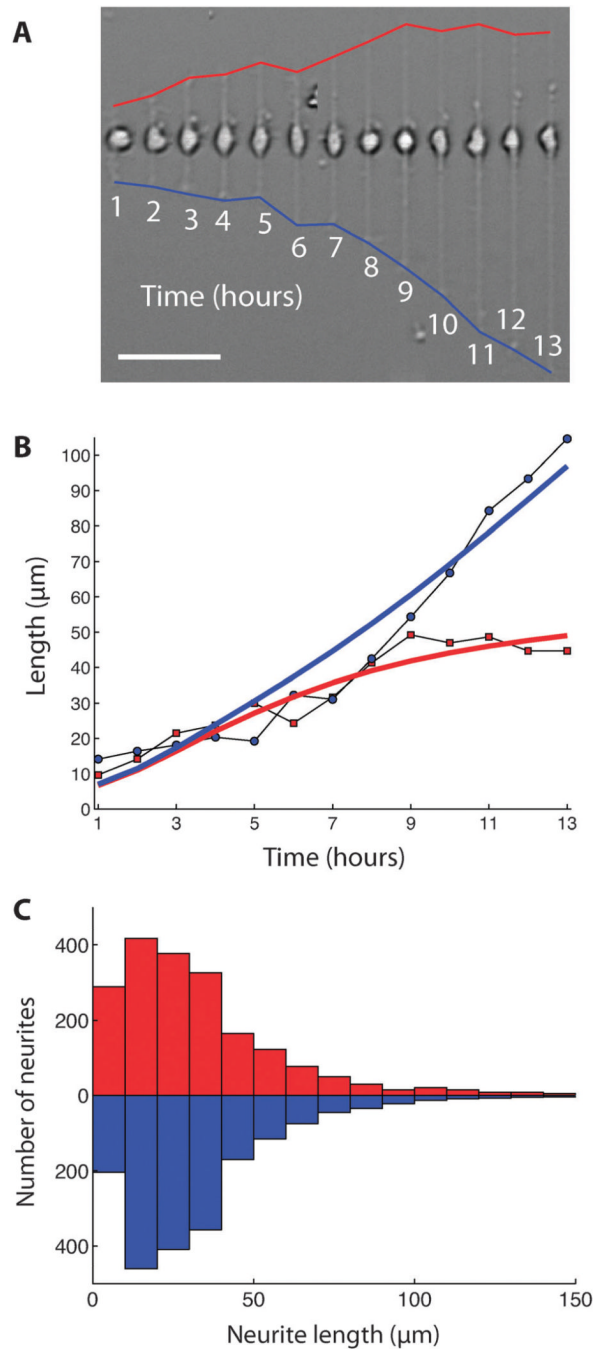 A
1 2 3 4 5 6 7 8 9 10 11 12 13
Time (hours)
B
100
90
80
70
60
50
40
30
20
10
0
Length (μm)
1 3 5 7 9 11 13
Time (hours)
C
400
200
0
200
400
Number of neurites
0 50 100 150
Neurite length (μm)